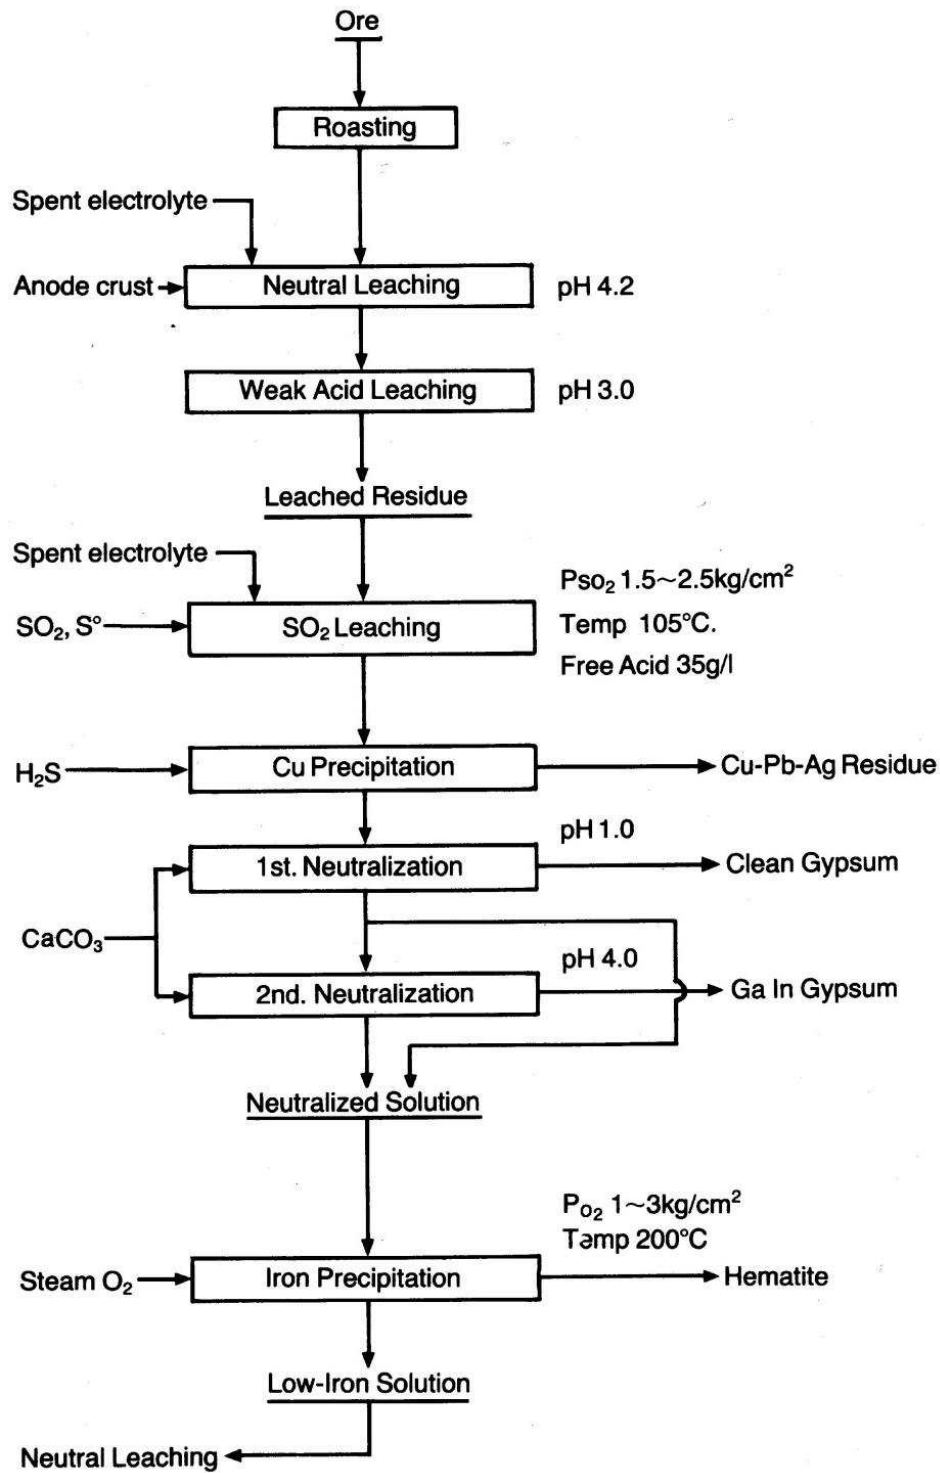 Ore
Roasting
Spent electrolyte
Anode crust
Neutral Leaching
pH 4.2
Weak Acid Leaching
pH 3.0
Leached Residue
Spent electrolyte
Pso₂ 1.5~2.5kg/cm²
SO₂, S°
SO₂ Leaching
Temp 105°C.
Free Acid 35g/l
H₂S
Cu Precipitation
Cu-Pb-Ag Residue
pH 1.0
1st. Neutralization
Clean Gypsum
CaCO₃
pH 4.0
2nd. Neutralization
Ga In Gypsum
Neutralized Solution
Po₂ 1~3kg/cm²
Temp 200°C
Steam O₂
Iron Precipitation
Hematite
Low-Iron Solution
Neutral Leaching